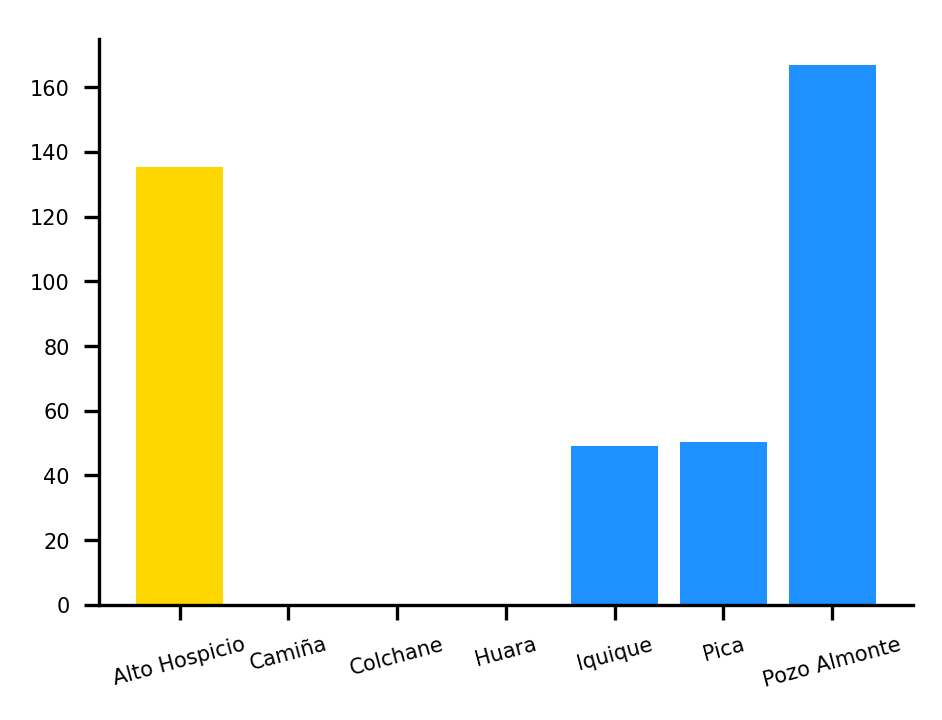 160
140
120
100
80
60
40
20
0
Alto Hospicio
Camiña
Colchane
Huara
Iquique
Pica
Pozo Almonte